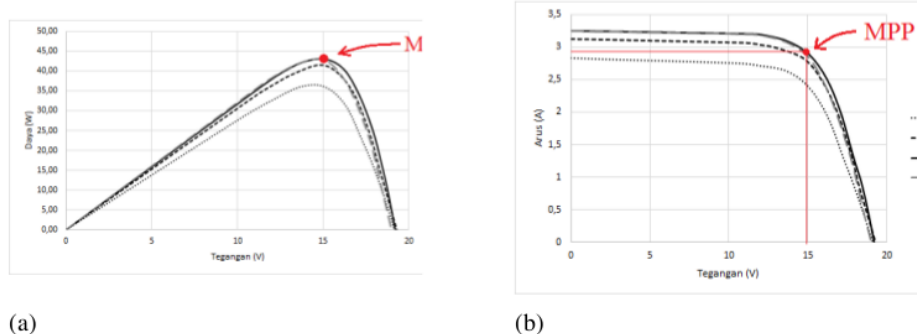 50,00
45,00
40,00
35,00
30,00
25,00
20,00
15,00
10,00
5,00
0,00
Daya (W)
0 5 10 15 20
Tegangan (V)
M
(a)
3,5
3
2,5
2
1,5
1
0,5
0
Arus (A)
0 5 10 15 20
Tegangan (V)
MPP
(b)